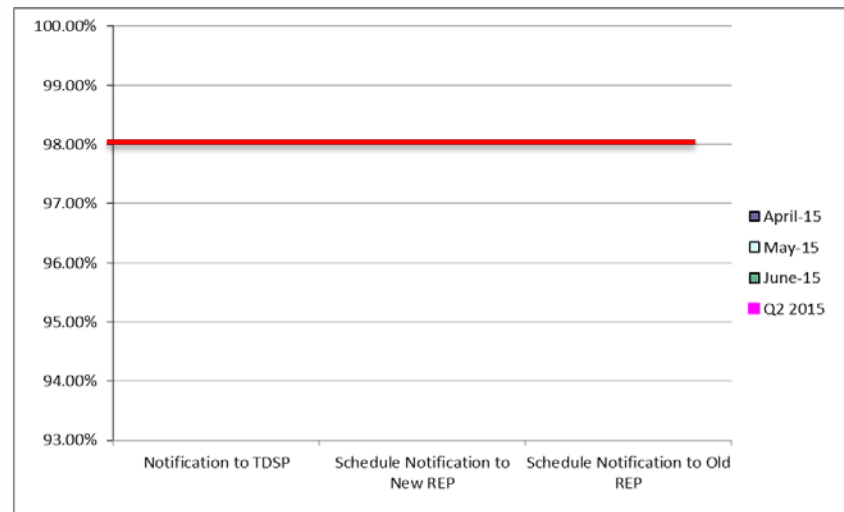 100.00%
99.00%
98.00%
97.00%
96.00%
95.00%
94.00%
93.00%
Notification to TDSP
Schedule Notification to
New REP
Schedule Notification to Old
REP
April-15
May-15
June-15
Q2 2015